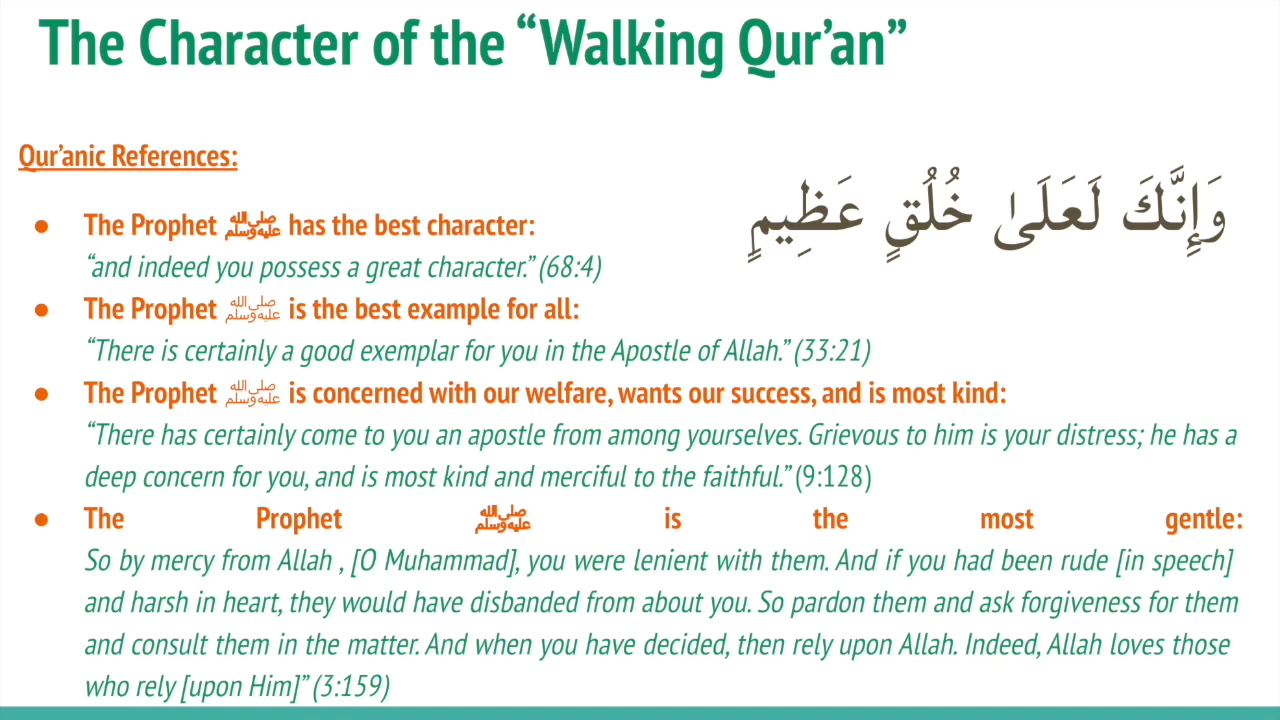 The Character of the “Walking Qur’an”
Qur’anic References:
وَإِنَّكَ لَعَلَىٰ خُلُقٍ عَظِيمٍ
● The Prophet ﷺ has the best character:
“and indeed you possess a great character.” (68:4)
● The Prophet ﷺ is the best example for all:
“There is certainly a good exemplar for you in the Apostle of Allah.” (33:21)
● The Prophet ﷺ is concerned with our welfare, wants our success, and is most kind:
“There has certainly come to you an apostle from among yourselves. Grievous to him is your distress; he has a
deep concern for you, and is most kind and merciful to the faithful.” (9:128)
● The Prophet ﷺ is the most gentle:
So by mercy from Allah , [O Muhammad], you were lenient with them. And if you had been rude [in speech]
and harsh in heart, they would have disbanded from about you. So pardon them and ask forgiveness for them
and consult them in the matter. And when you have decided, then rely upon Allah. Indeed, Allah loves those
who rely [upon Him]” (3:159)